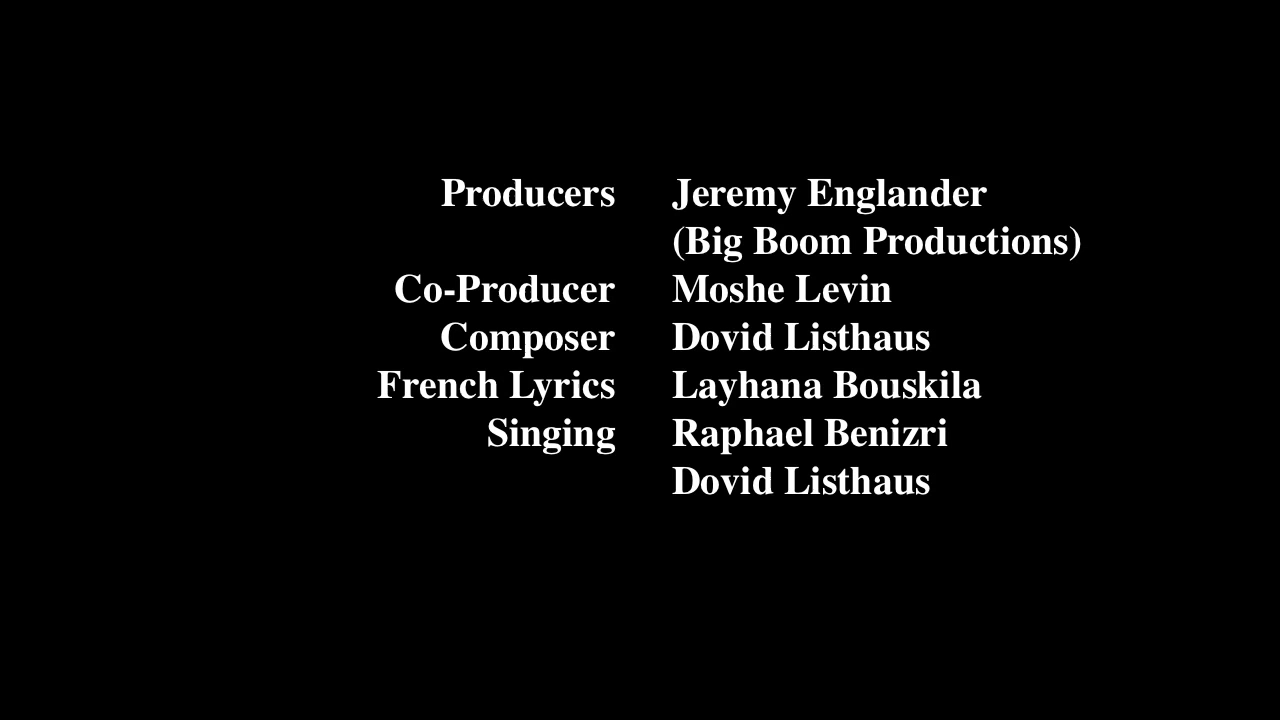 Producers Jeremy Englander
(Big Boom Productions)
Co-Producer Moshe Levin
Composer Dovid Listhaus
French Lyrics Layhana Bouskila
Singing Raphael Benizri
Dovid Listhaus